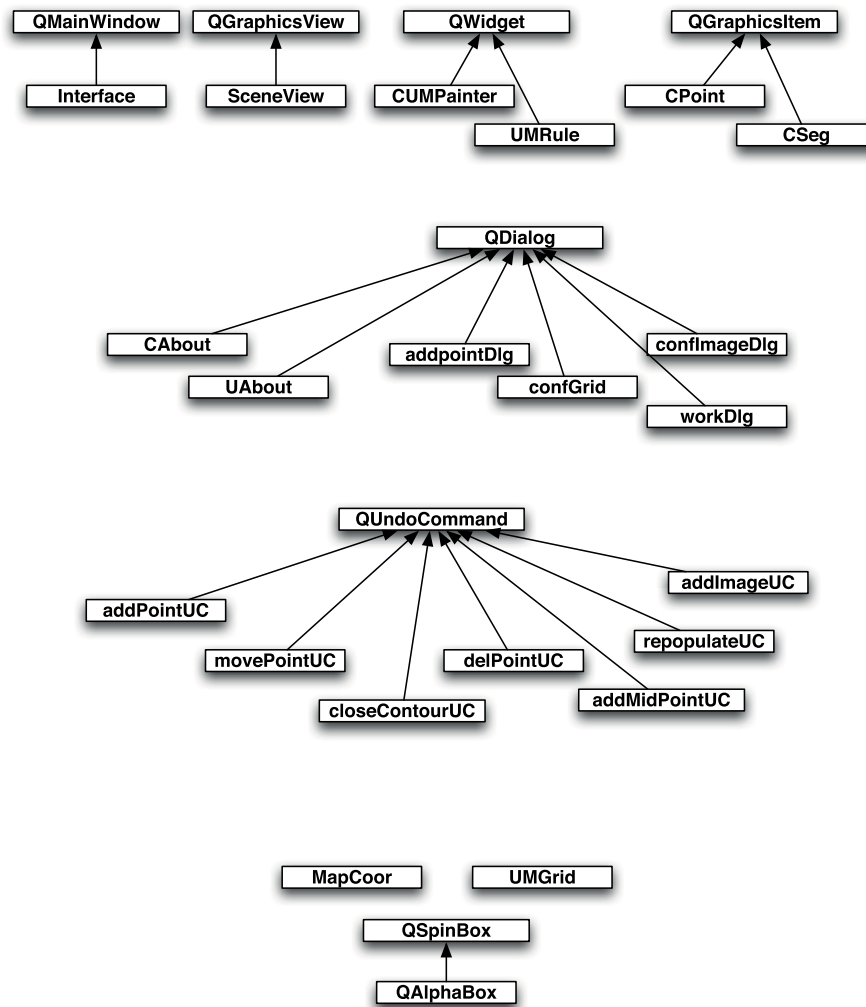 QMainWindow
QGraphicsView
QWidget
QGraphicsItem
Interface
SceneView
CUMPainter
CPoint
UMRule
CSeg
QDialog
CAbout
addpointDlg
confImageDlg
UAbout
confGrid
workDlg
QUndoCommand
addImageUC
addPointUC
repopulateUC
movePointUC
delPointUC
addMidPointUC
closeContourUC
MapCoor
UMGrid
QSpinBox
QAlphaBox